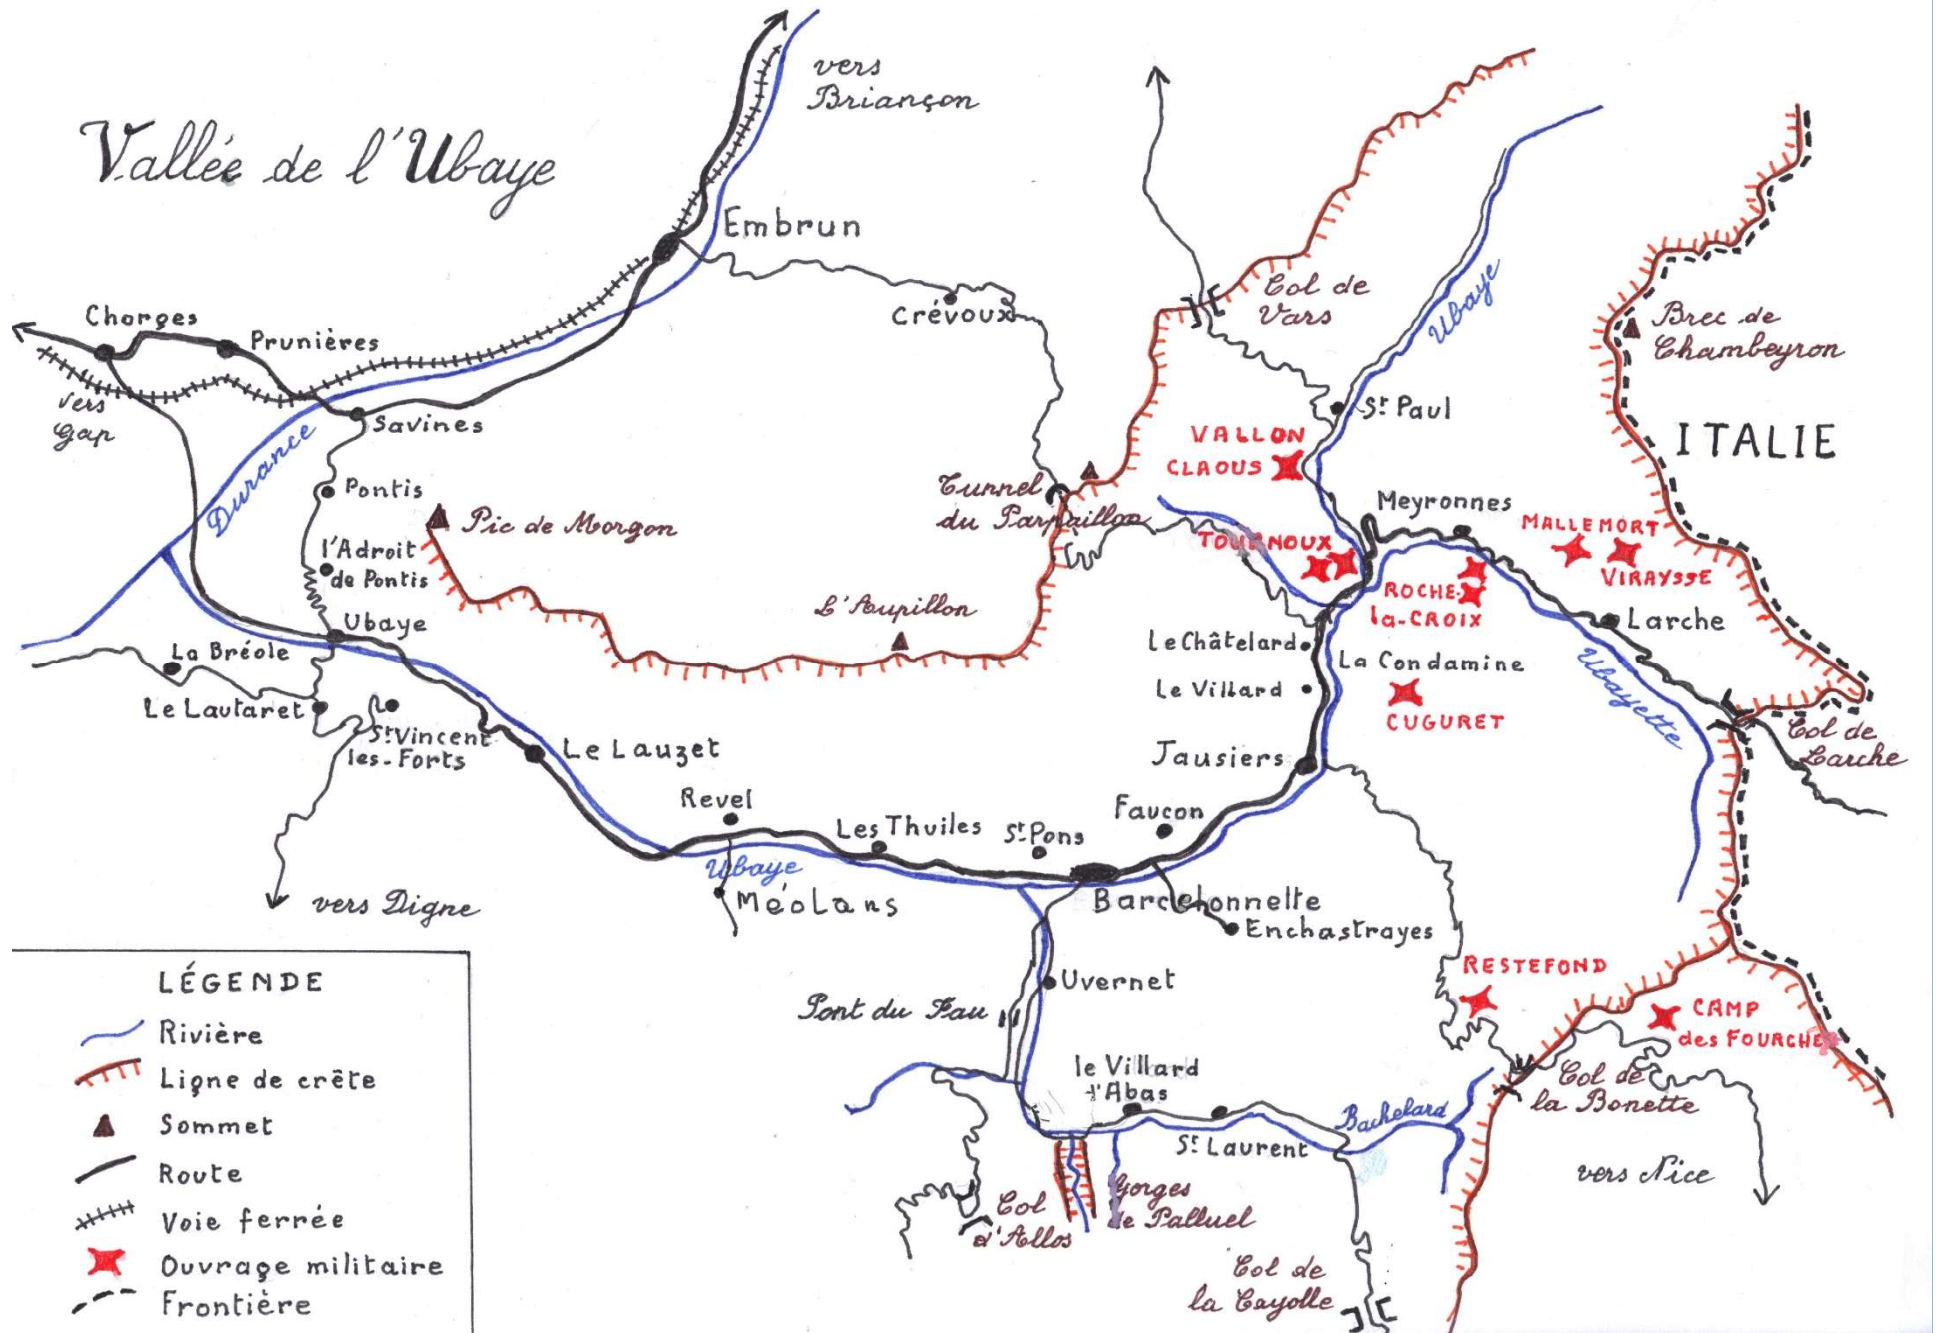 Vallée de l'Ubaye
vers
Briançon
Embrun
Chorges
Prunières
vers
Gap
Savines
Durance
Crévoux
Col de
Vars
Ubaye
Brec de
Chambeyron
ITALIE
St Paul
VALLON
CLAOUS
Pontis
Pic de Morgon
Tunnel
du Parpaillon
Meyronnes
MALLEMORT
VIRAYSSE
TOURNOUX
l'Adroit
de Pontis
ROCHE-
la-CROIX
Larche
L'Aupillon
Ubaye
La Bréole
Le Lautaret
St Vincent
les-Forts
Le Châtelard
La Condamine
Le Villard
CUGURET
Ubayette
Col de
Larche
Le Lauzet
Jausiers
Revel
Les Thuiles
St Pons
Faucon
Ubaye
Méolans
Barcelonnette
Enchastrayes
vers Digne
Uvernet
Pont du Fau
RESTEFOND
CAMP
des FOURCHE
le Villard
d'Abas
St Laurent
Bachelard
Col de
la Bonette
vers Nice
Col
d'Allos
Gorges
de Palluel
Col de
la Cayolle
LÉGENDE
Rivière
Ligne de crête
Sommet
Route
Voie ferrée
Ouvrage militaire
Frontière